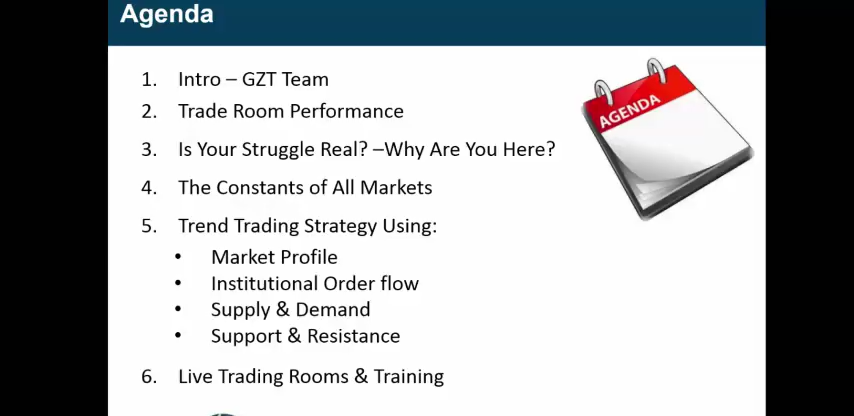 Agenda
1. Intro – GZT Team
2. Trade Room Performance
3. Is Your Struggle Real? –Why Are You Here?
4. The Constants of All Markets
5. Trend Trading Strategy Using:
• Market Profile
• Institutional Order flow
• Supply & Demand
• Support & Resistance
6. Live Trading Rooms & Training
AGENDA